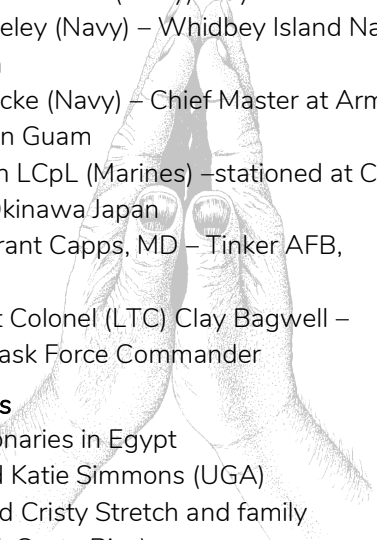 eley (Navy) – Whidbey Island Na
cke (Navy) – Chief Master at Arm
n Guam
n LCpL (Marines) –stationed at C
Okinawa Japan
rant Capps, MD – Tinker AFB,
t Colonel (LTC) Clay Bagwell –
ask Force Commander
s
onaries in Egypt
d Katie Simmons (UGA)
d Cristy Stretch and family